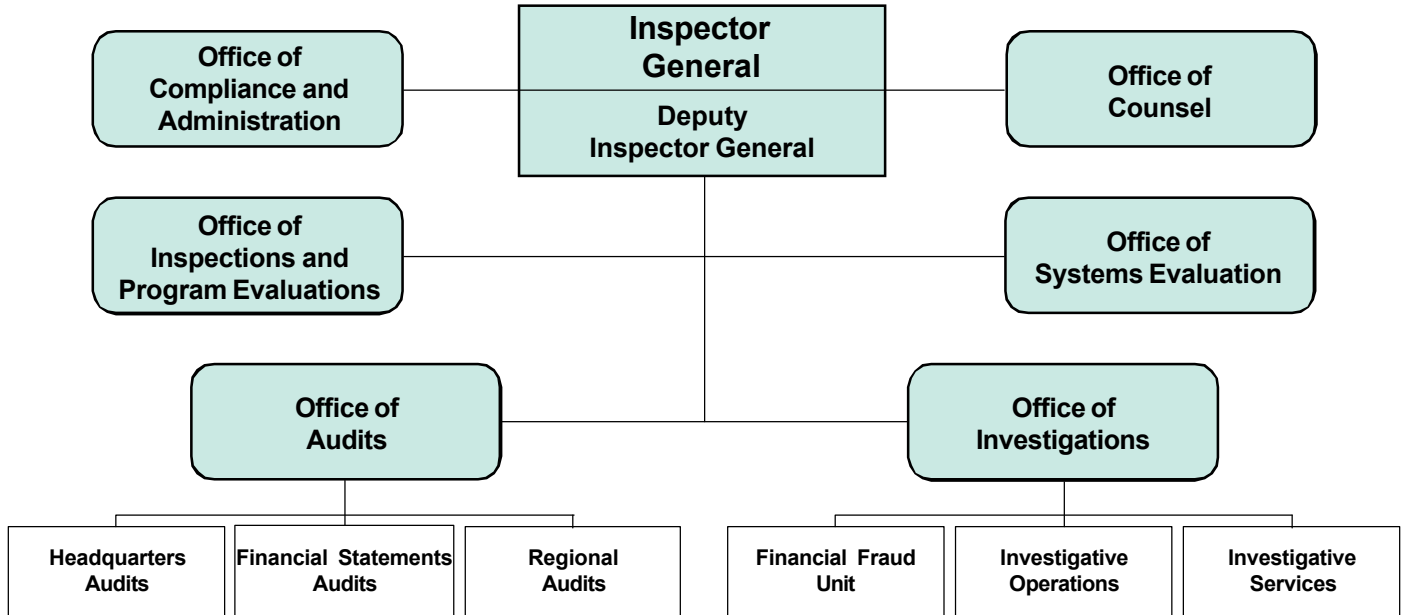 Office of
Compliance and
Administration
Inspector
General
Deputy
Inspector General
Office of
Counsel
Office of
Inspections and
Program Evaluations
Office of
Systems Evaluation
Office of
Audits
Office of
Investigations
Headquarters
Audits
Financial Statements
Audits
Regional
Audits
Financial Fraud
Unit
Investigative
Operations
Investigative
Services